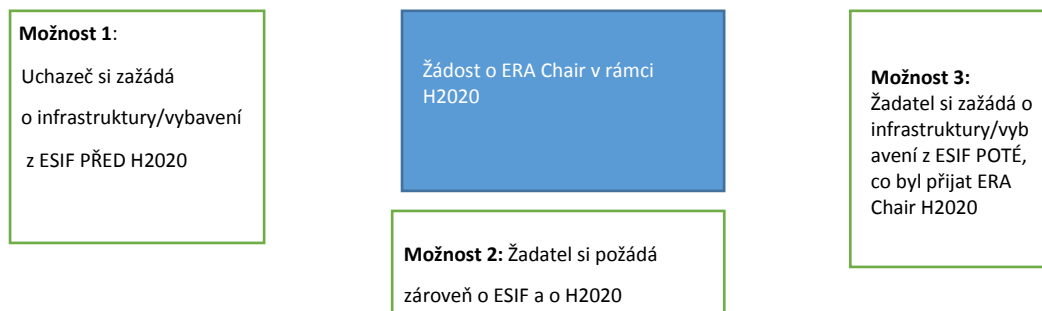 Možnost 1:
Uchazeč si zažádá
o infrastruktury/vybavení
z ESIF PŘED H2020
Žádost o ERA Chair v rámci
H2020
Možnost 2: Žadatel si požádá
zároveň o ESIF a o H2020
Možnost 3:
Žadatel si zažádá o
infrastruktury/vyb
avení z ESIF POTÉ,
co byl přijat ERA
Chair H2020